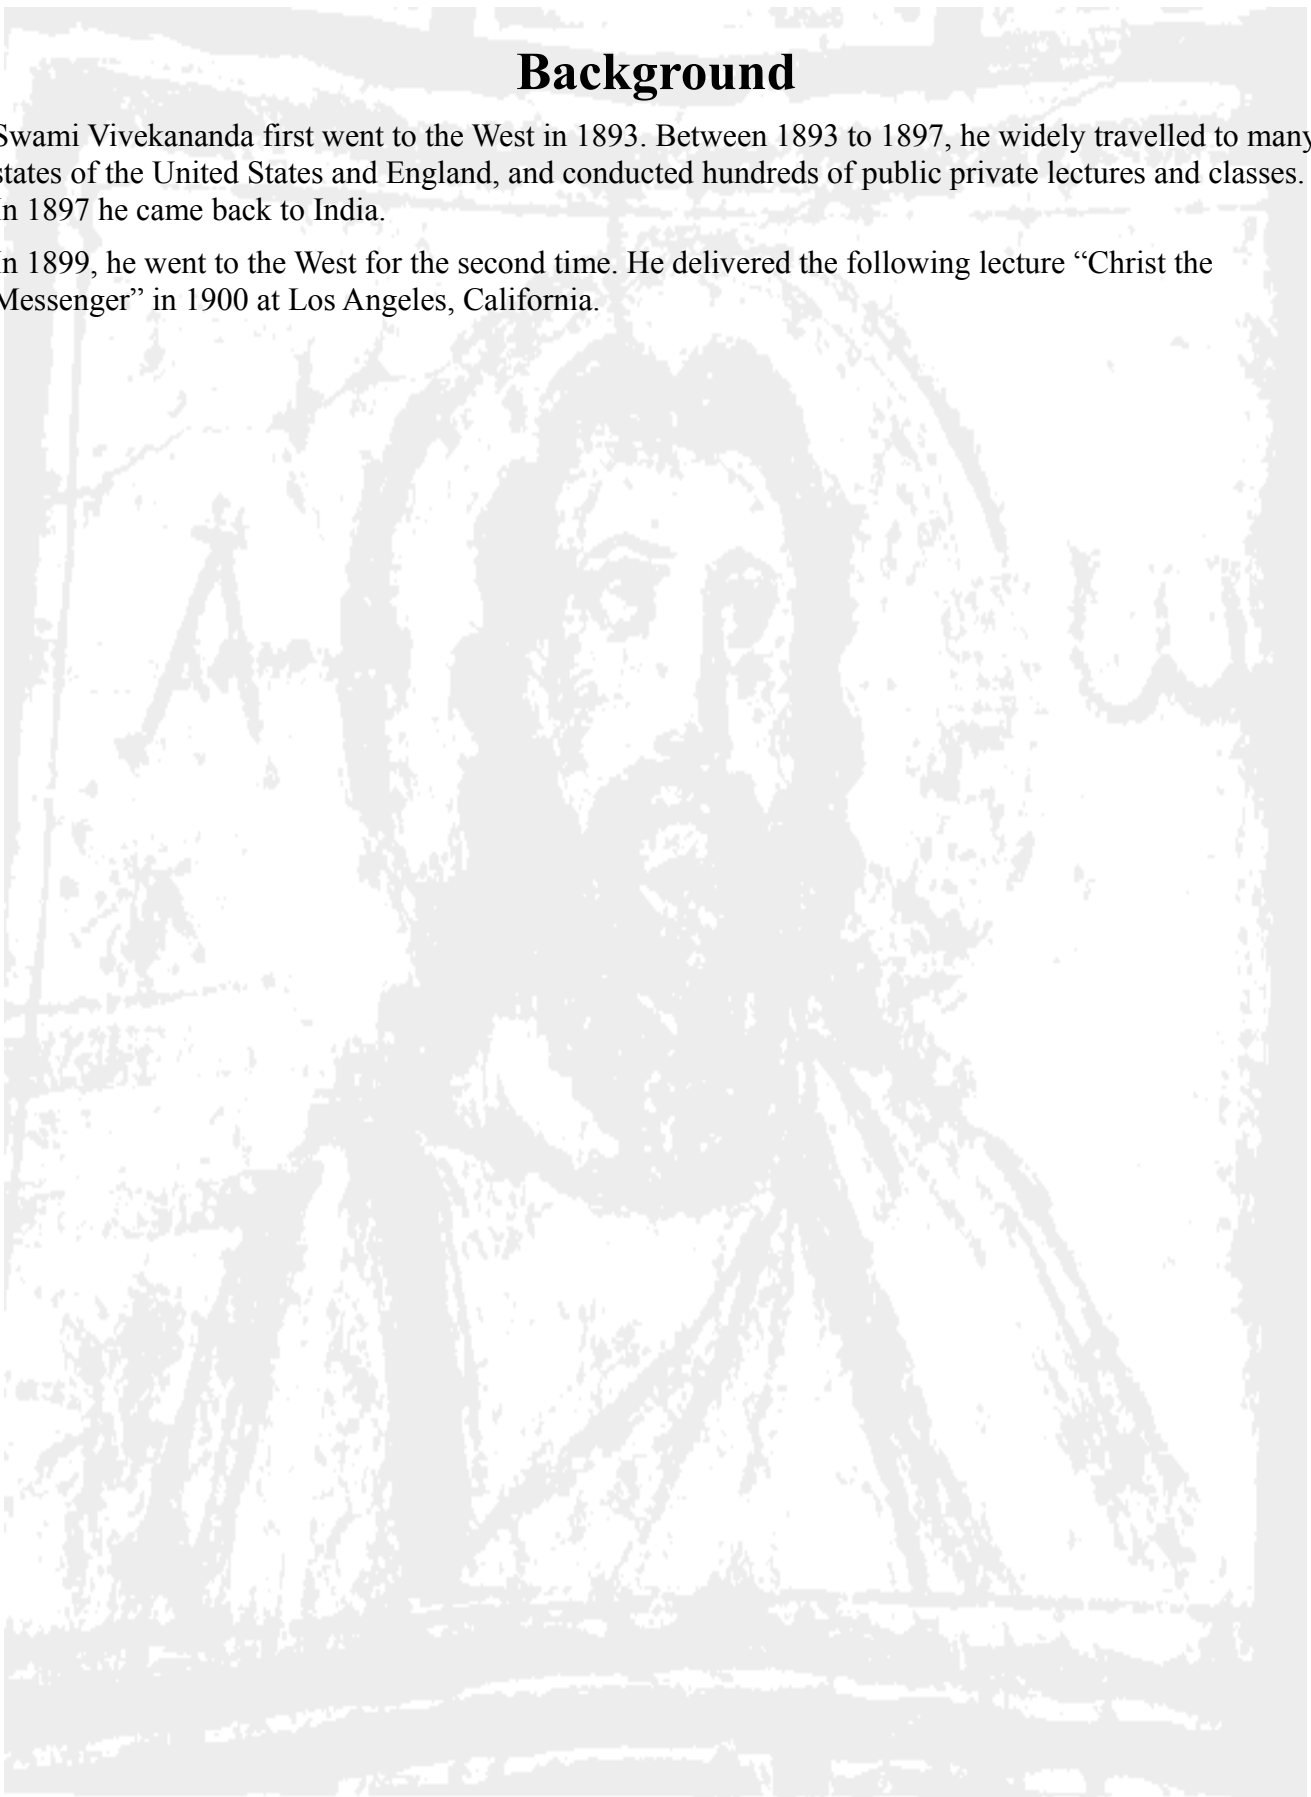 Background
Swami Vivekananda first went to the West in 1893. Between 1893 to 1897, he widely travelled to many
states of the United States and England, and conducted hundreds of public private lectures and classes.
In 1897 he came back to India.
In 1899, he went to the West for the second time. He delivered the following lecture “Christ the
Messenger” in 1900 at Los Angeles, California.
Α ω